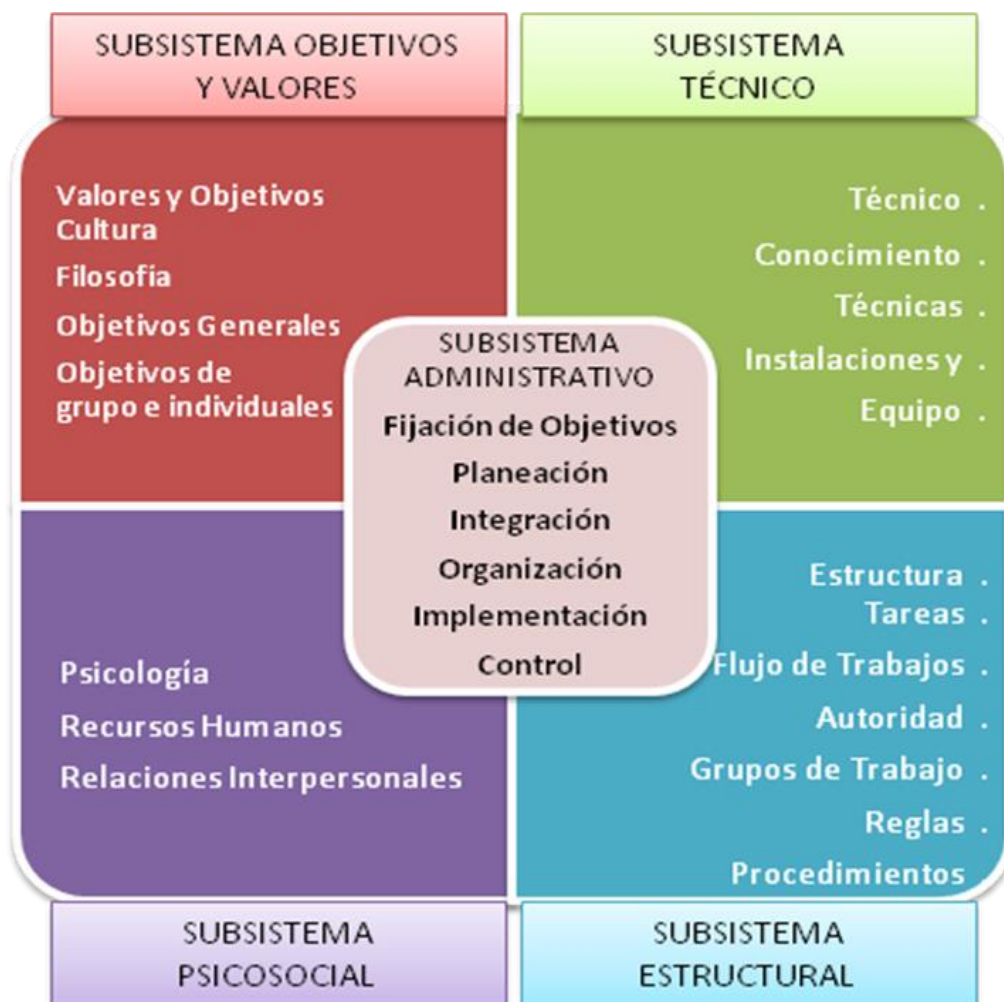 SUBSISTEMA OBJETIVOS
Y VALORES
SUBSISTEMA
TÉCNICO
Valores y Objetivos
Cultura
Filosofía
Objetivos Generales
Objetivos de
grupo e individuales
Técnico .
Conocimiento .
Técnicas .
Instalaciones y .
Equipo .
SUBSISTEMA
ADMINISTRATIVO
Fijación de Objetivos
Planeación
Integración
Organización
Implementación
Control
Psicología
Recursos Humanos
Relaciones Interpersonales
Estructura .
Tareas .
Flujo de Trabajos .
Autoridad .
Grupos de Trabajo .
Reglas .
Procedimientos .
SUBSISTEMA
PSICOSOCIAL
SUBSISTEMA
ESTRUCTURAL